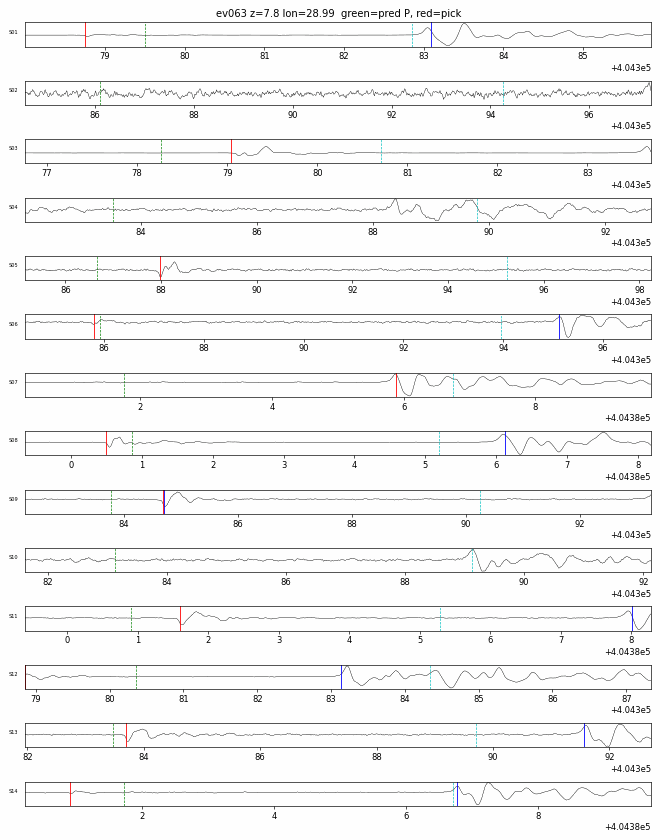 ev063 z=7.8 lon=28.99 green=pred P, red=pick
S01
79 80 81 82 83 84 85
+4.043e5
S02
86 88 90 92 94 96
+4.043e5
S03
77 78 79 80 81 82 83
+4.043e5
S04
84 86 88 90 92
+4.043e5
S05
86 88 90 92 94 96 98
+4.043e5
S06
86 88 90 92 94 96
+4.043e5
S07
2 4 6 8
+4.0438e5
S08
0 1 2 3 4 5 6 7 8
+4.0438e5
S09
84 86 88 90 92
+4.043e5
S10
82 84 86 88 90 92
+4.043e5
S11
0 1 2 3 4 5 6 7 8
+4.0438e5
S12
79 80 81 82 83 84 85 86 87
+4.043e5
S13
82 84 86 88 90 92
+4.043e5
S14
2 4 6 8
+4.0438e5